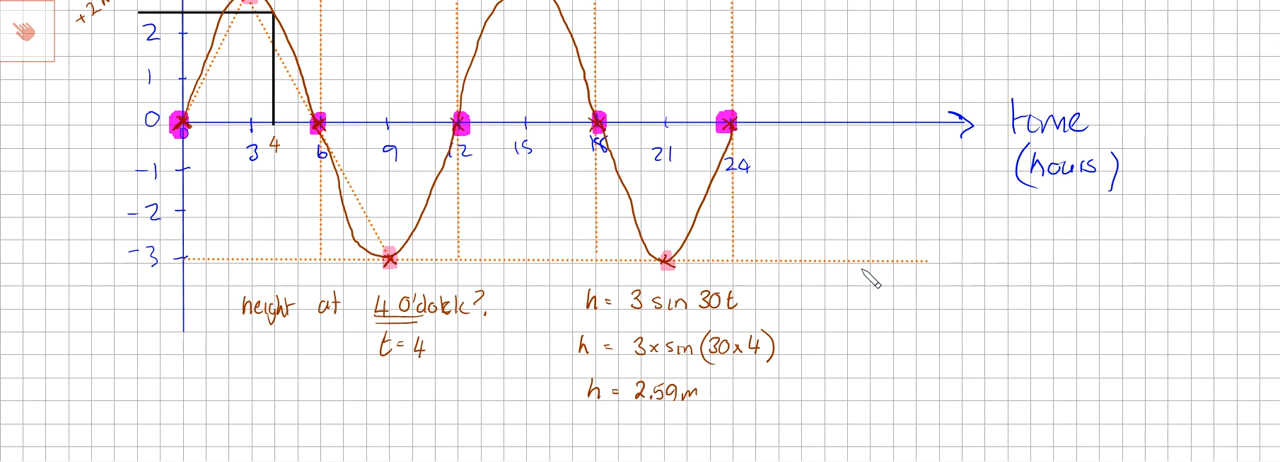 2
1
0
-1
-2
-3
0 3 4 6 9 12 15 18 21 24
time
(hours)
height at 4 O'clock?
t = 4
h = 3 sin 30t
h = 3 x sin (30 x 4)
h = 2.59m